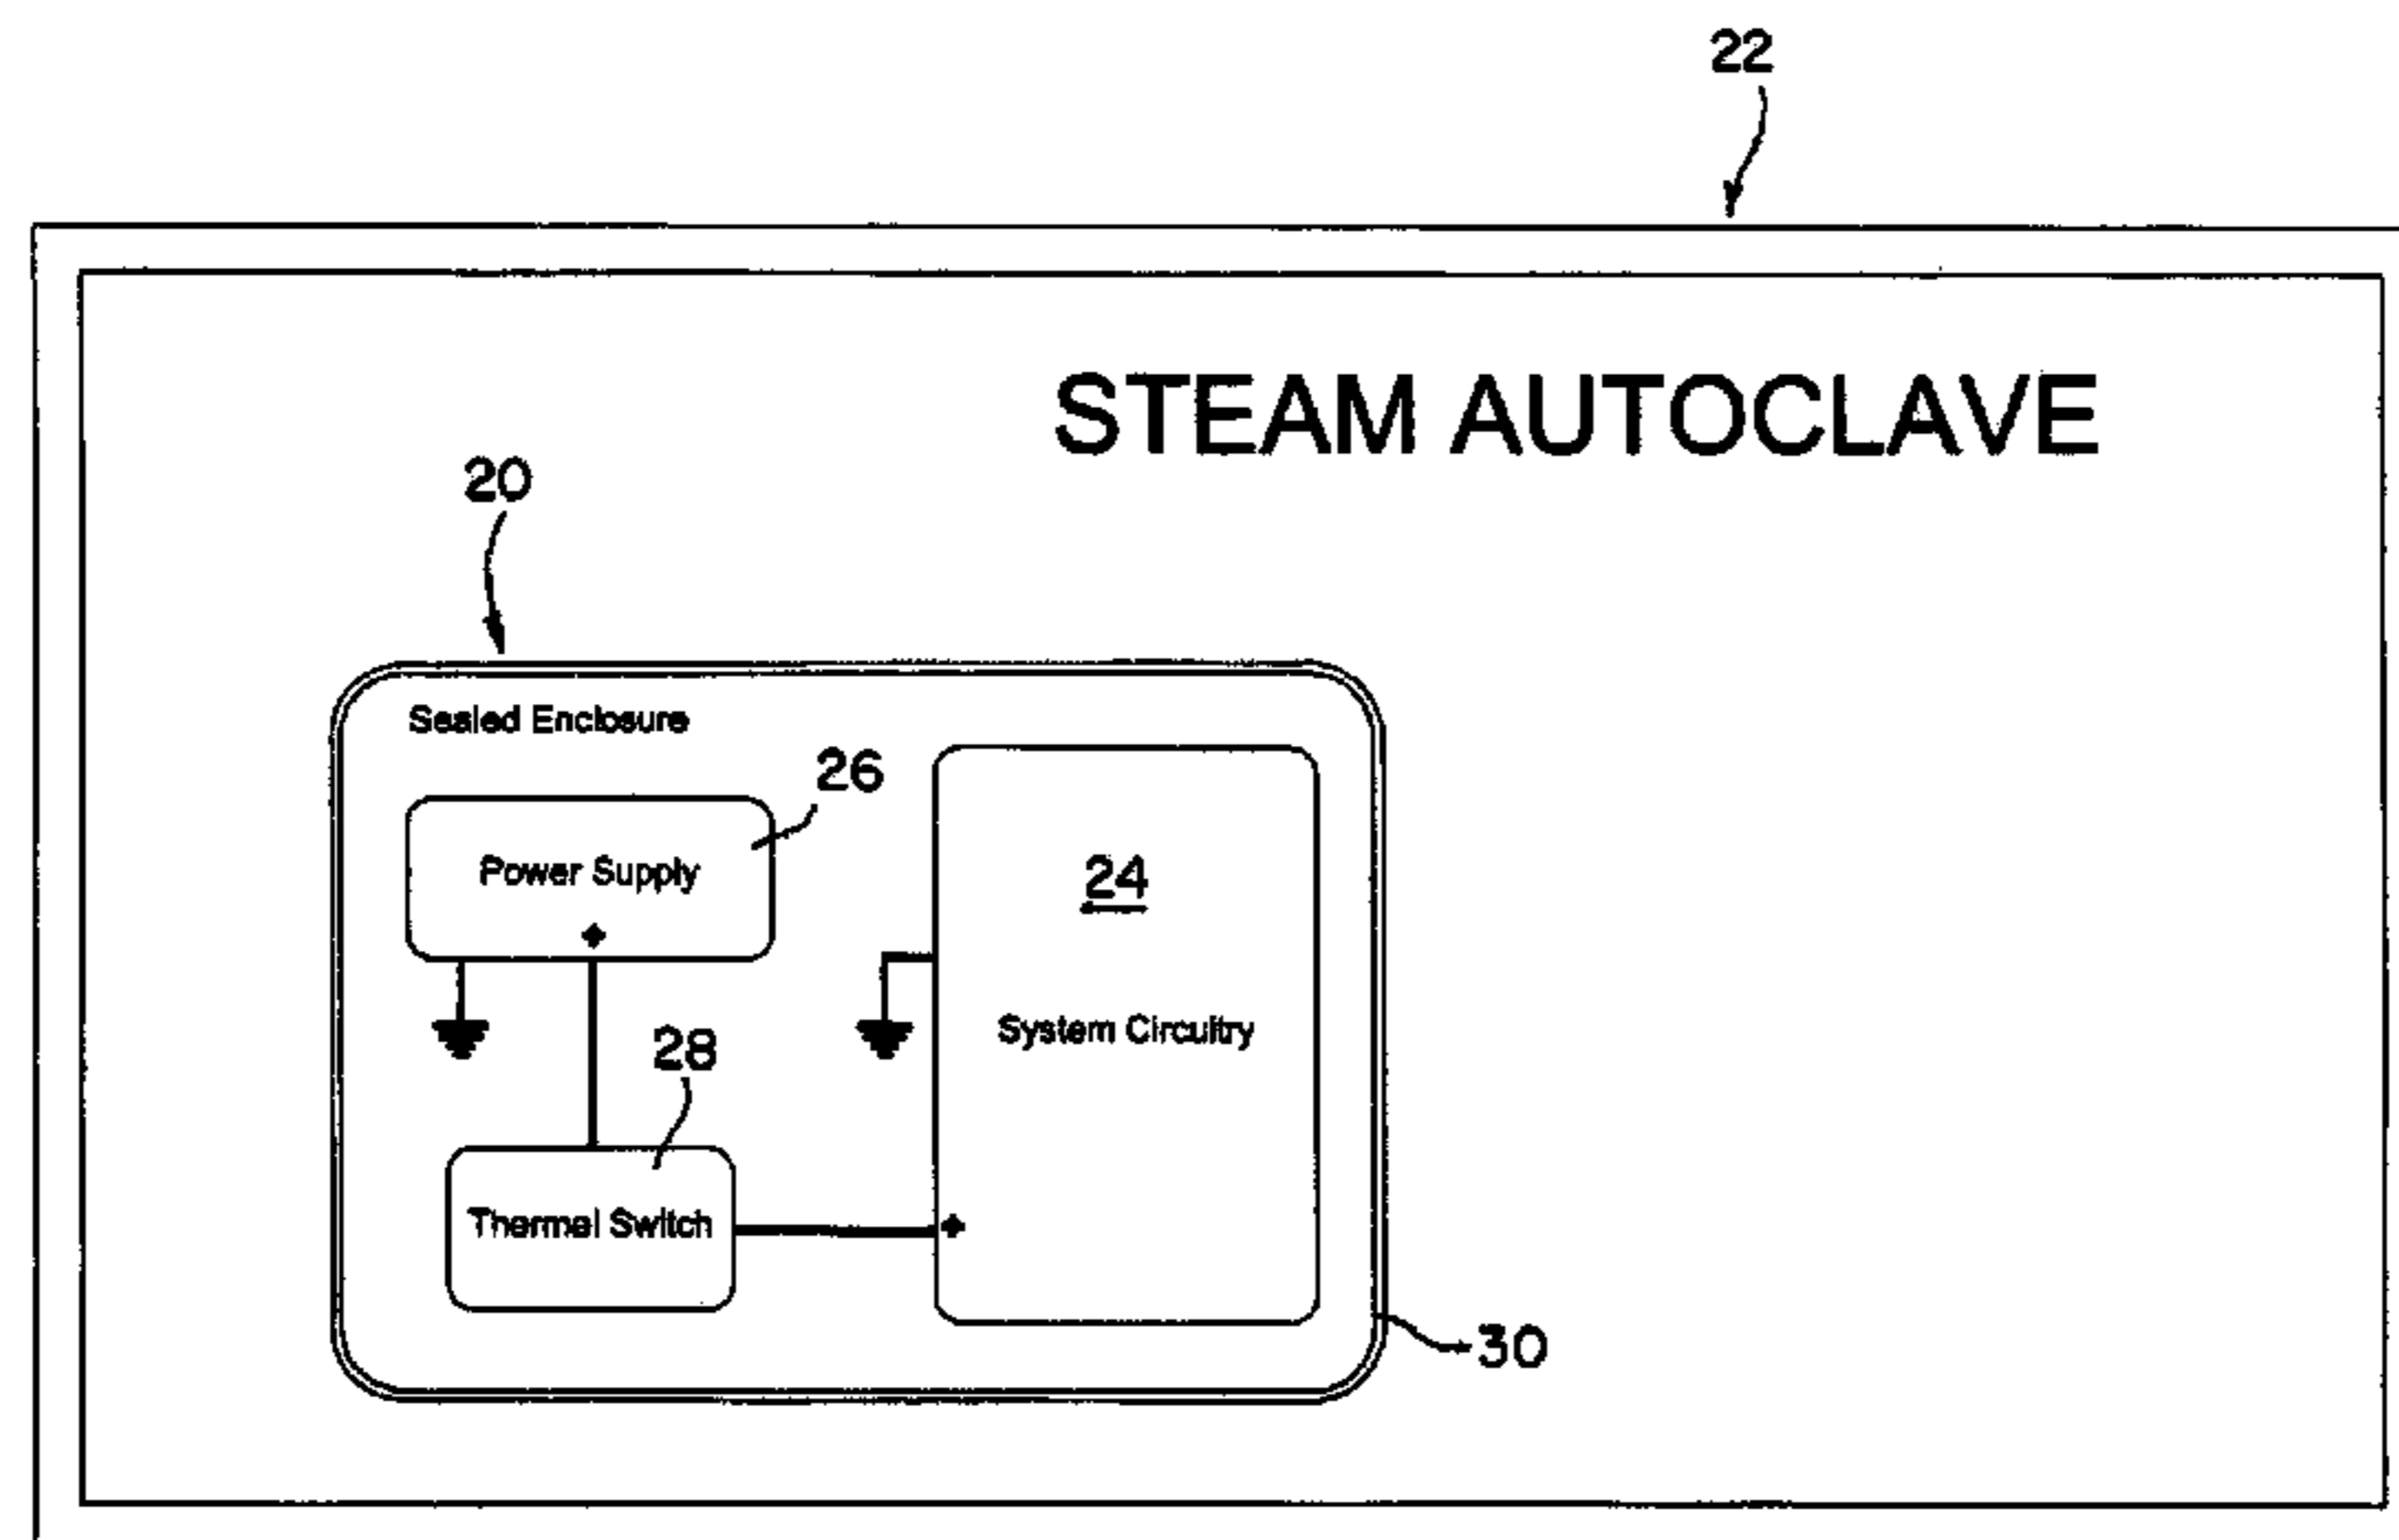 22
STEAM AUTOCLAVE
20
Sealed Enclosure
26
Power Supply
24
System Circuitry
28
Thermal Switch
30